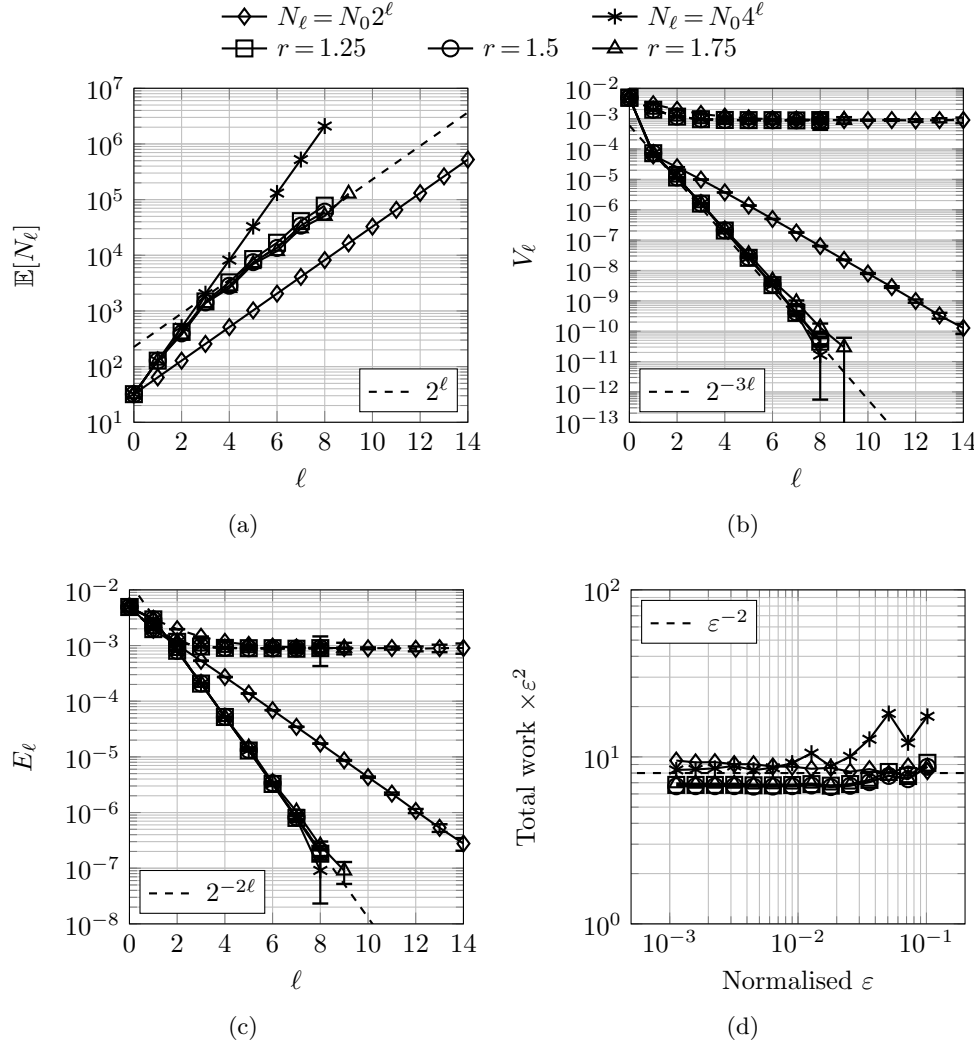 N_ℓ = N_0 2^ℓ N_ℓ = N_0 4^ℓ
r = 1.25 r = 1.5 r = 1.75
10^7
10^6
10^5
10^4
10^3
10^2
10^1
𝔼[N_ℓ]
2^ℓ
0 2 4 6 8 10 12 14
ℓ
(a)
10^−2
10^−3
10^−4
10^−5
10^−6
10^−7
10^−8
10^−9
10^−10
10^−11
10^−12
10^−13
V_ℓ
2^−3ℓ
0 2 4 6 8 10 12 14
ℓ
(b)
10^−2
10^−3
10^−4
10^−5
10^−6
10^−7
10^−8
E_ℓ
2^−2ℓ
0 2 4 6 8 10 12 14
ℓ
(c)
10^2
10^1
10^0
Total work ×ε^2
ε^−2
10^−3 10^−2 10^−1
Normalised ε
(d)